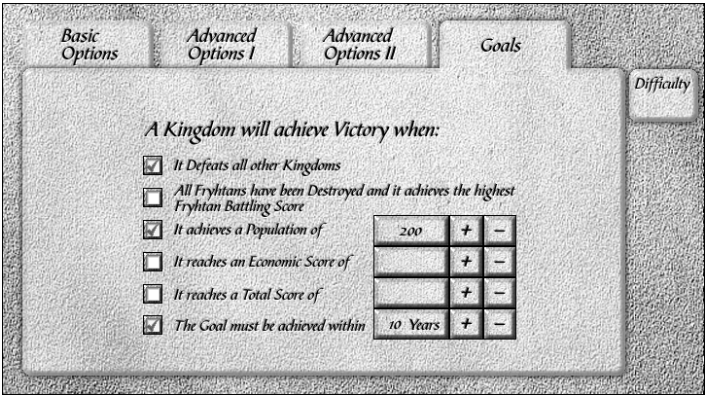 Basic
Options
Advanced
Options I
Advanced
Options II
Goals
Difficulty
A Kingdom will achieve Victory when:
It Defeats all other Kingdoms
All Fryhtans have been Destroyed and it achieves the highest
Fryhtan Battling Score
It achieves a Population of 200 + –
It reaches an Economic Score of + –
It reaches a Total Score of + –
The Goal must be achieved within 10 Years + –